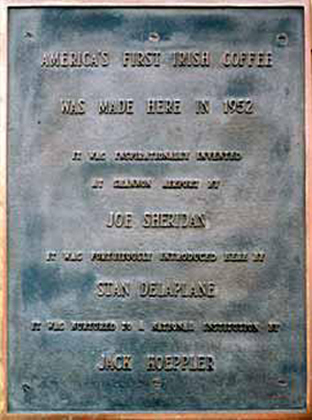 AMERICA'S FIRST IRISH COFFEE
WAS MADE HERE IN 1952
IT WAS INSPIRATIONALLY INVENTED
AT SHANNON AIRPORT BY
JOE SHERIDAN
IT WAS FORTUITOUSLY INTRODUCED HERE BY
STAN DELAPLANE
IT WAS NURTURED TO A NATIONAL INSTITUTION BY
JACK KOEPPLER